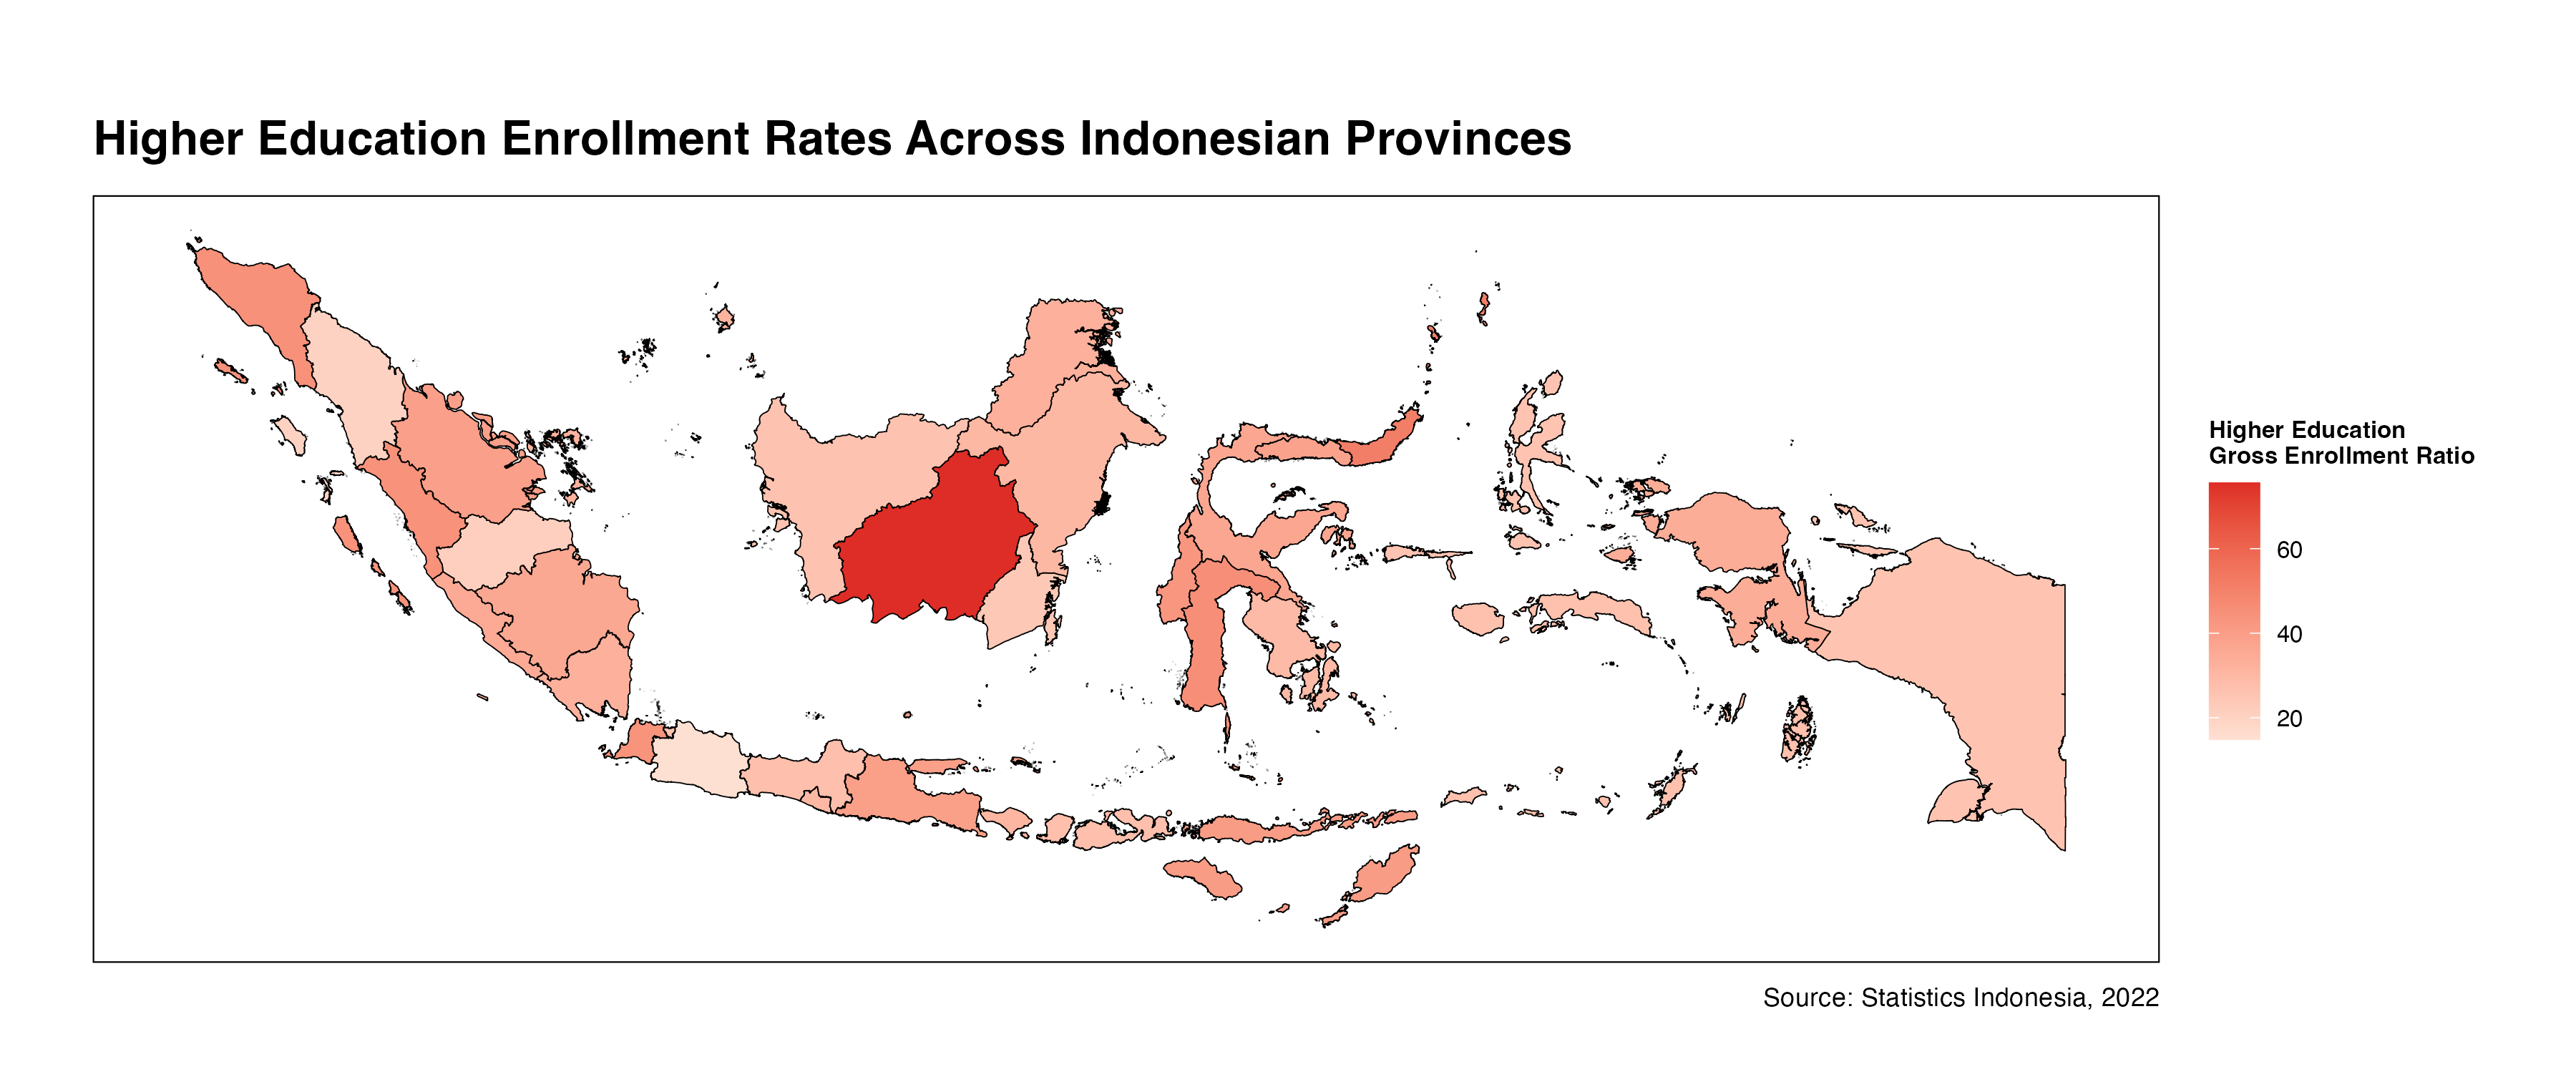 Higher Education Enrollment Rates Across Indonesian Provinces
Higher Education
Gross Enrollment Ratio
60
40
20
Source: Statistics Indonesia, 2022